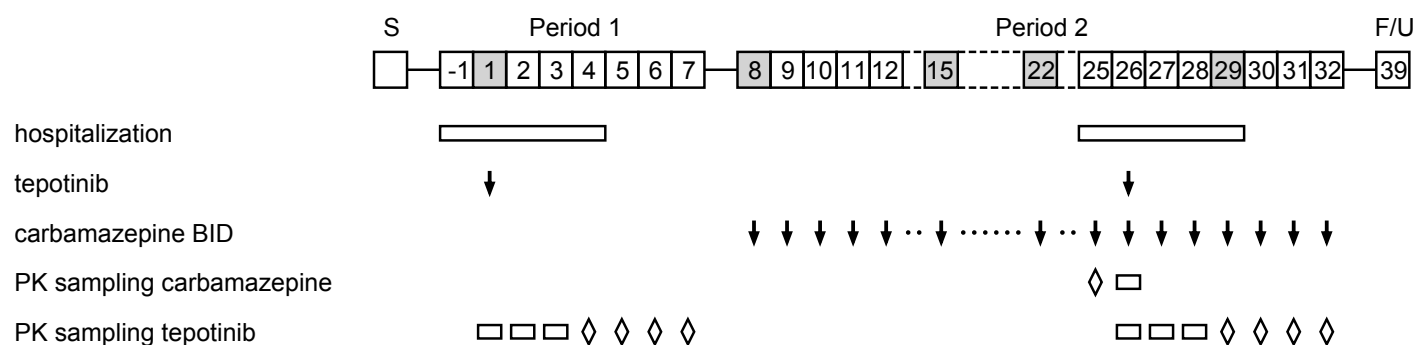 S Period 1 Period 2 F/U
-1 1 2 3 4 5 6 7 8 9 10 11 12 15 22 25 26 27 28 29 30 31 32 39
hospitalization
tepotinib
carbamazepine BID
PK sampling carbamazepine
PK sampling tepotinib